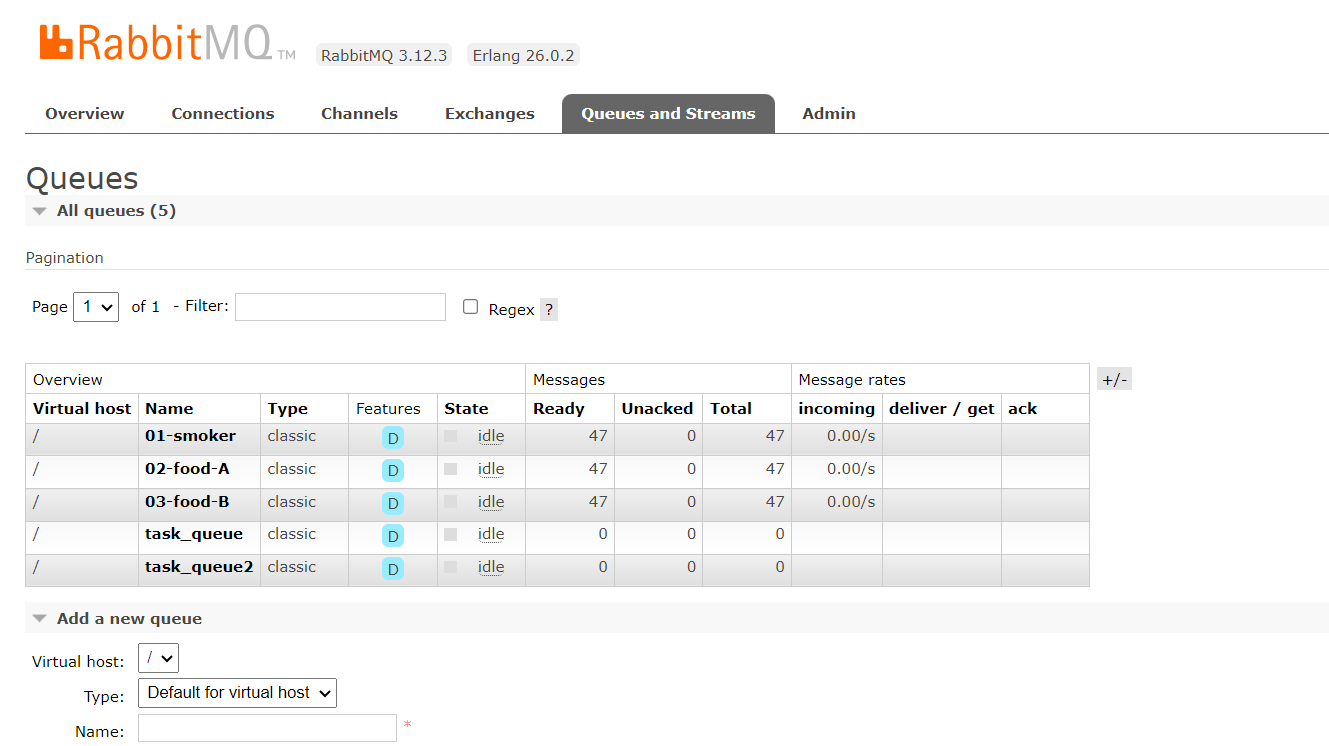 RabbitMQ TM RabbitMQ 3.12.3 Erlang 26.0.2
Overview Connections Channels Exchanges Queues and Streams Admin
Queues
All queues (5)
Pagination
Page 1 of 1 - Filter: Regex ?
Overview Messages Message rates +/-
Virtual host Name Type Features State Ready Unacked Total incoming deliver / get ack
/ 01-smoker classic D idle 47 0 47 0.00/s
/ 02-food-A classic D idle 47 0 47 0.00/s
/ 03-food-B classic D idle 47 0 47 0.00/s
/ task_queue classic D idle 0 0 0
/ task_queue2 classic D idle 0 0 0
Add a new queue
Virtual host: /
Type: Default for virtual host
Name: *